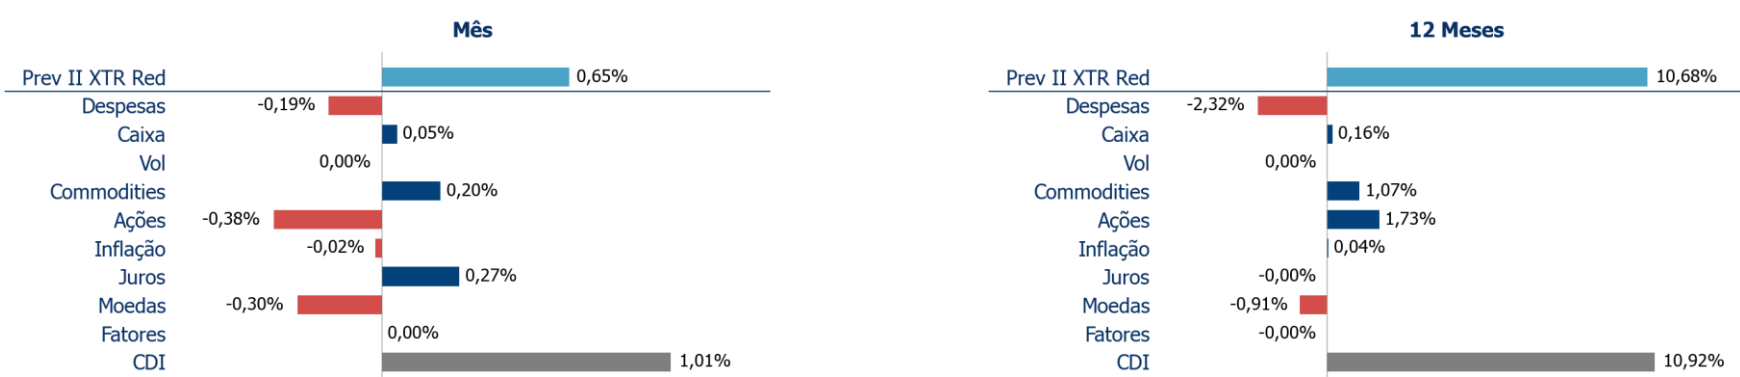 Mês
Prev II XTR Red 0,65%
Despesas -0,19%
Caixa 0,05%
Vol 0,00%
Commodities 0,20%
Ações -0,38%
Inflação -0,02%
Juros 0,27%
Moedas -0,30%
Fatores 0,00%
CDI 1,01%
12 Meses
Prev II XTR Red 10,68%
Despesas -2,32%
Caixa 0,16%
Vol 0,00%
Commodities 1,07%
Ações 1,73%
Inflação 0,04%
Juros -0,00%
Moedas -0,91%
Fatores -0,00%
CDI 10,92%